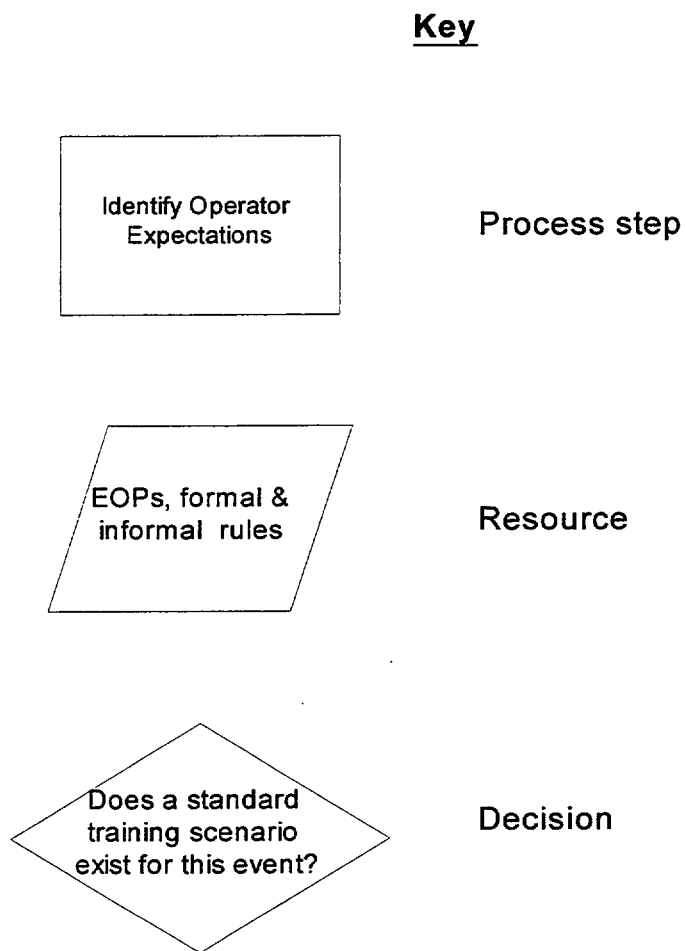 Key
Identify Operator
Expectations
Process step
EOPs, formal &
informal rules
Resource
Does a standard
training scenario
exist for this event?
Decision